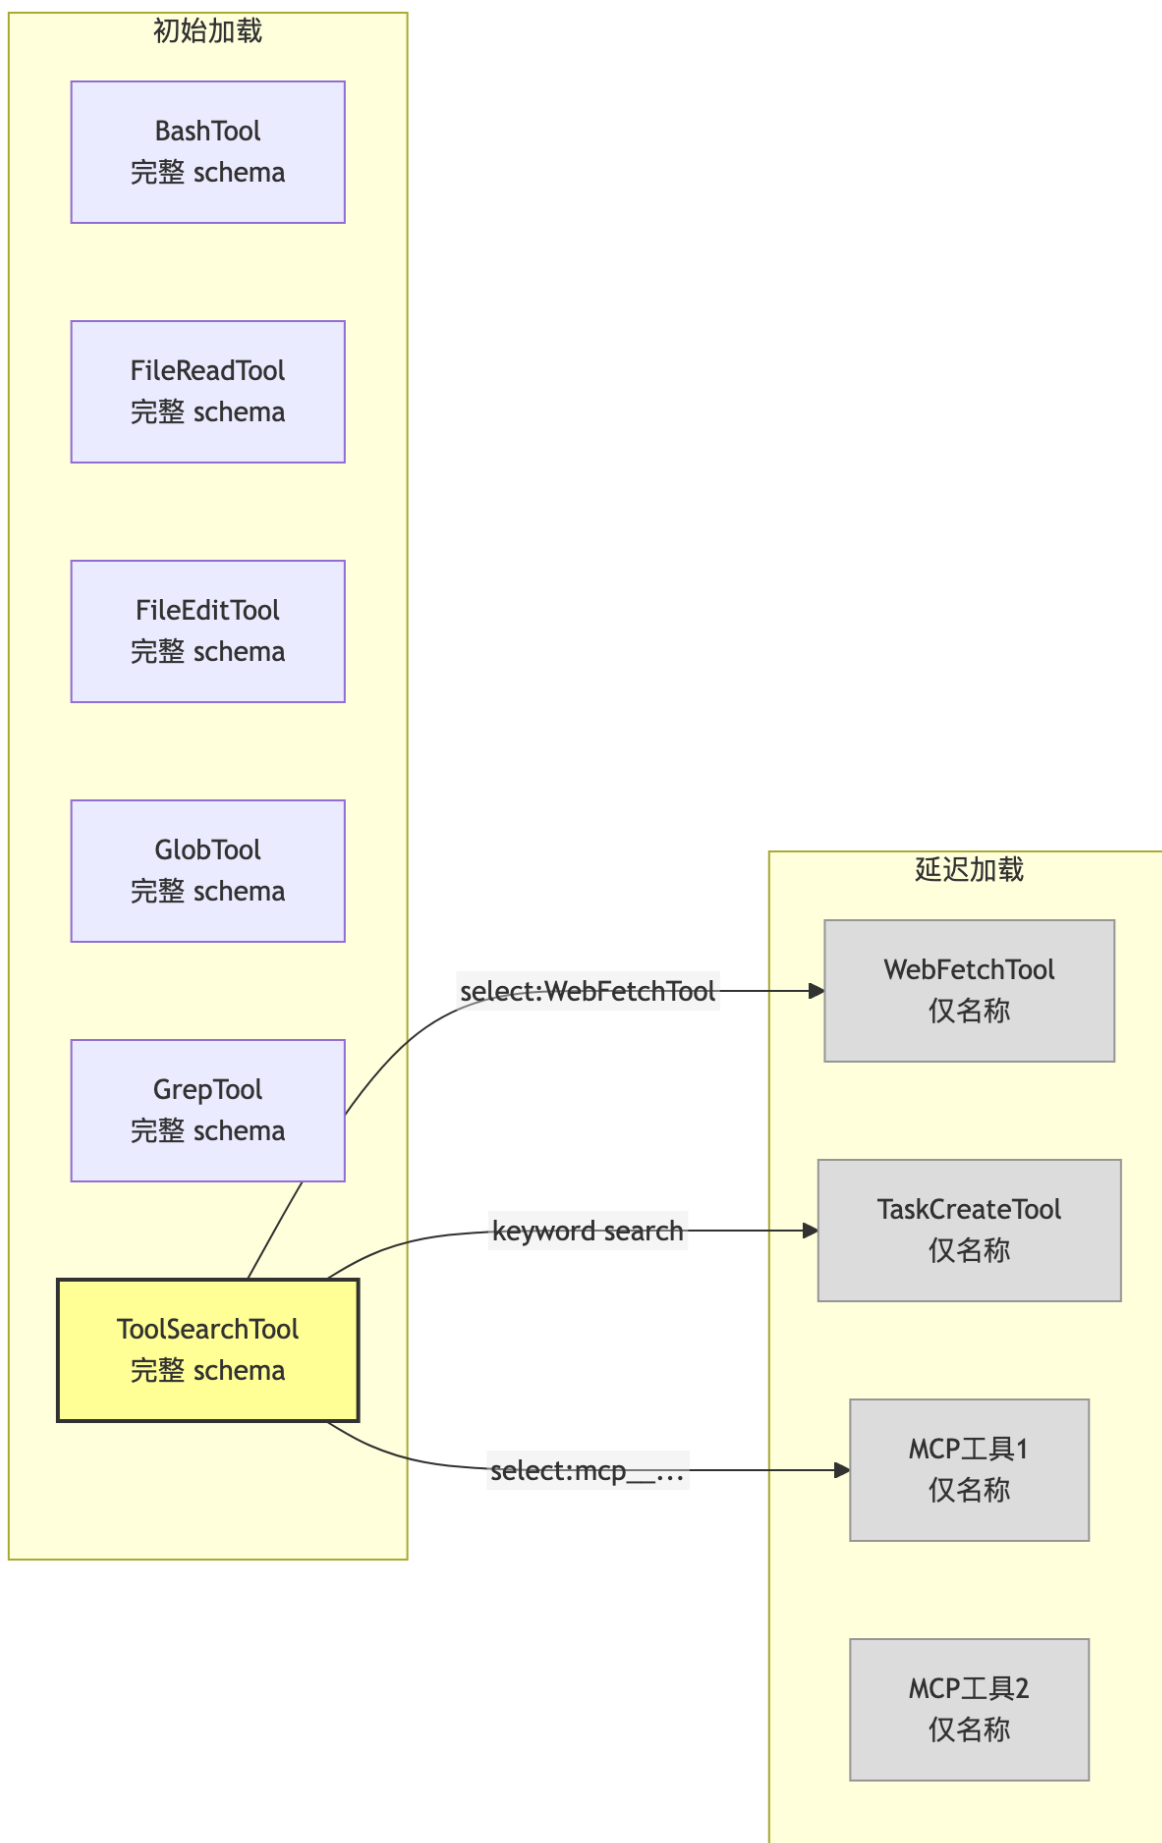 初始加载
BashTool
完整 schema
FileReadTool
完整 schema
FileEditTool
完整 schema
GlobTool
完整 schema
GrepTool
完整 schema
ToolSearchTool
完整 schema
select:WebFetchTool
keyword search
select:mcp__...
延迟加载
WebFetchTool
仅名称
TaskCreateTool
仅名称
MCP工具1
仅名称
MCP工具2
仅名称